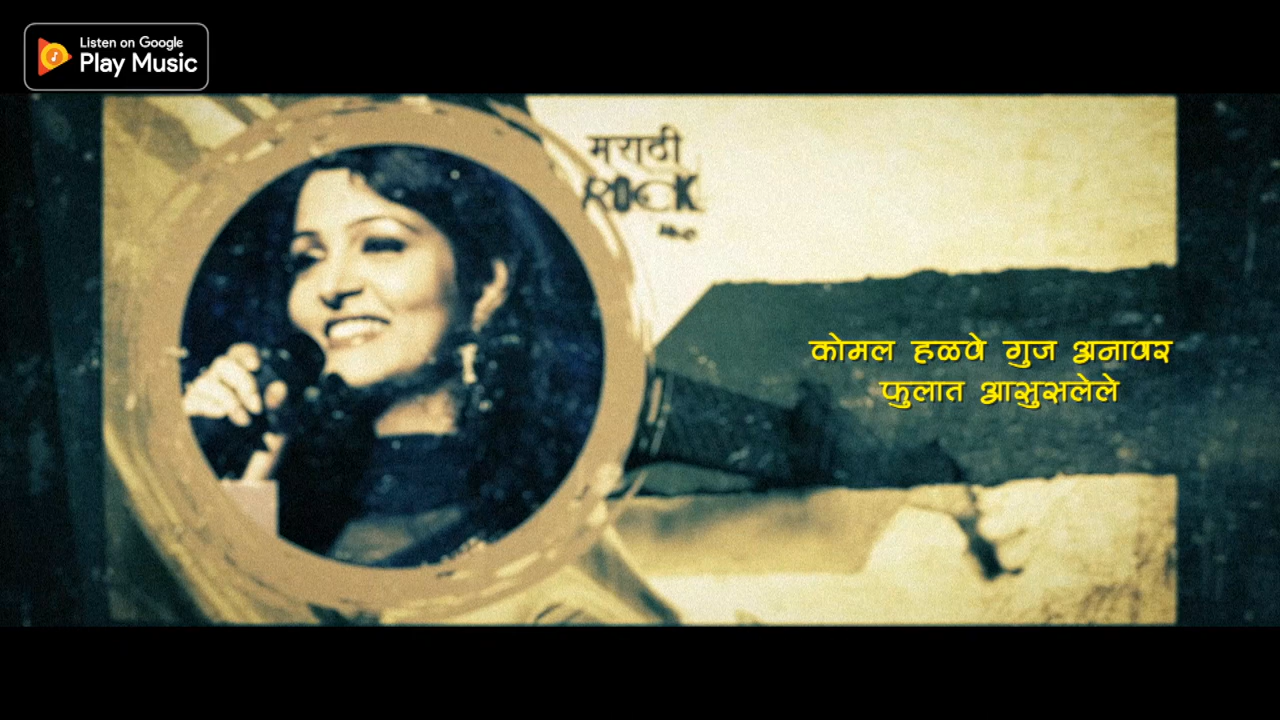 Listen on Google
Play Music
मराठी
ROCK
कोमल हळवे गुज अनावर
फुलात आसुसलेले